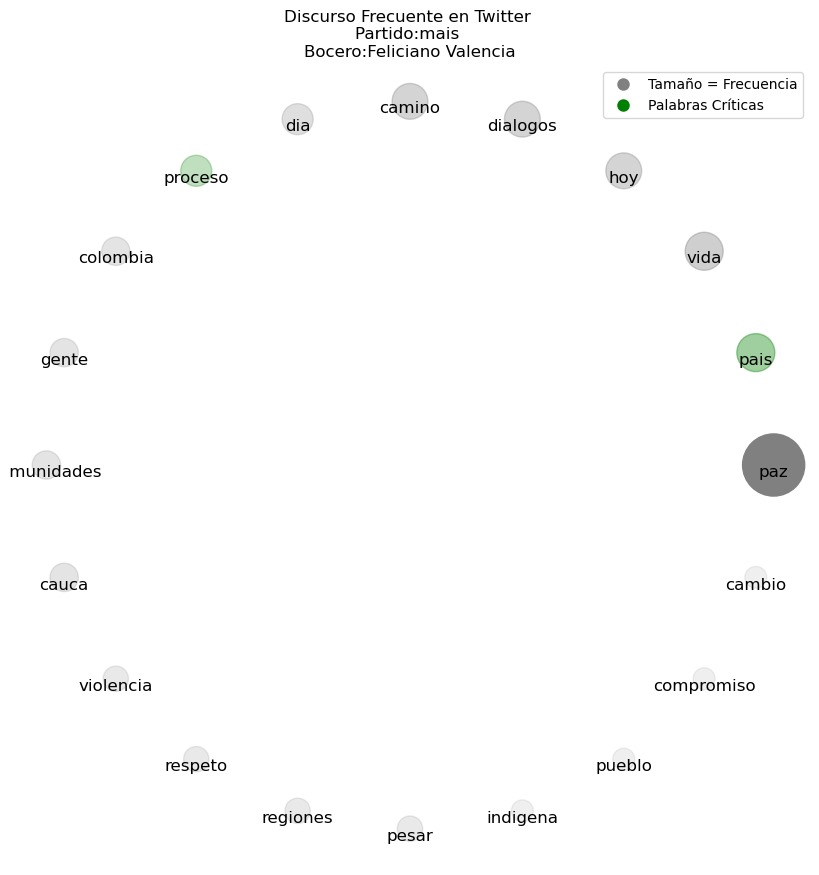 Discurso Frecuente en Twitter
Partido:mais
Bocero:Feliciano Valencia
Tamaño = Frecuencia
Palabras Críticas
camino
dia
dialogos
proceso
hoy
colombia
vida
gente
pais
munidades
paz
cauca
cambio
violencia
compromiso
respeto
pueblo
regiones
indigena
pesar